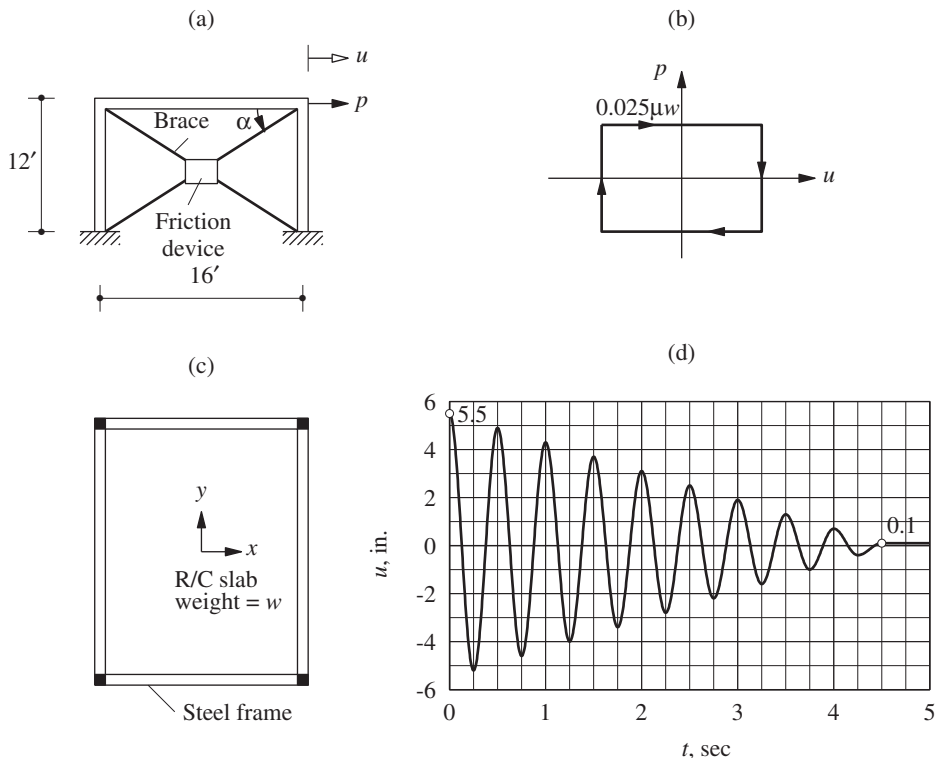 (a)
u
p
α
Brace
12′
Friction
device
16′
(b)
p
0.025μw
u
(c)
y
x
R/C slab
weight = w
Steel frame
(d)
6
5.5
4
2
0.1
0
-2
-4
-6
u, in.
0 1 2 3 4 5
t, sec